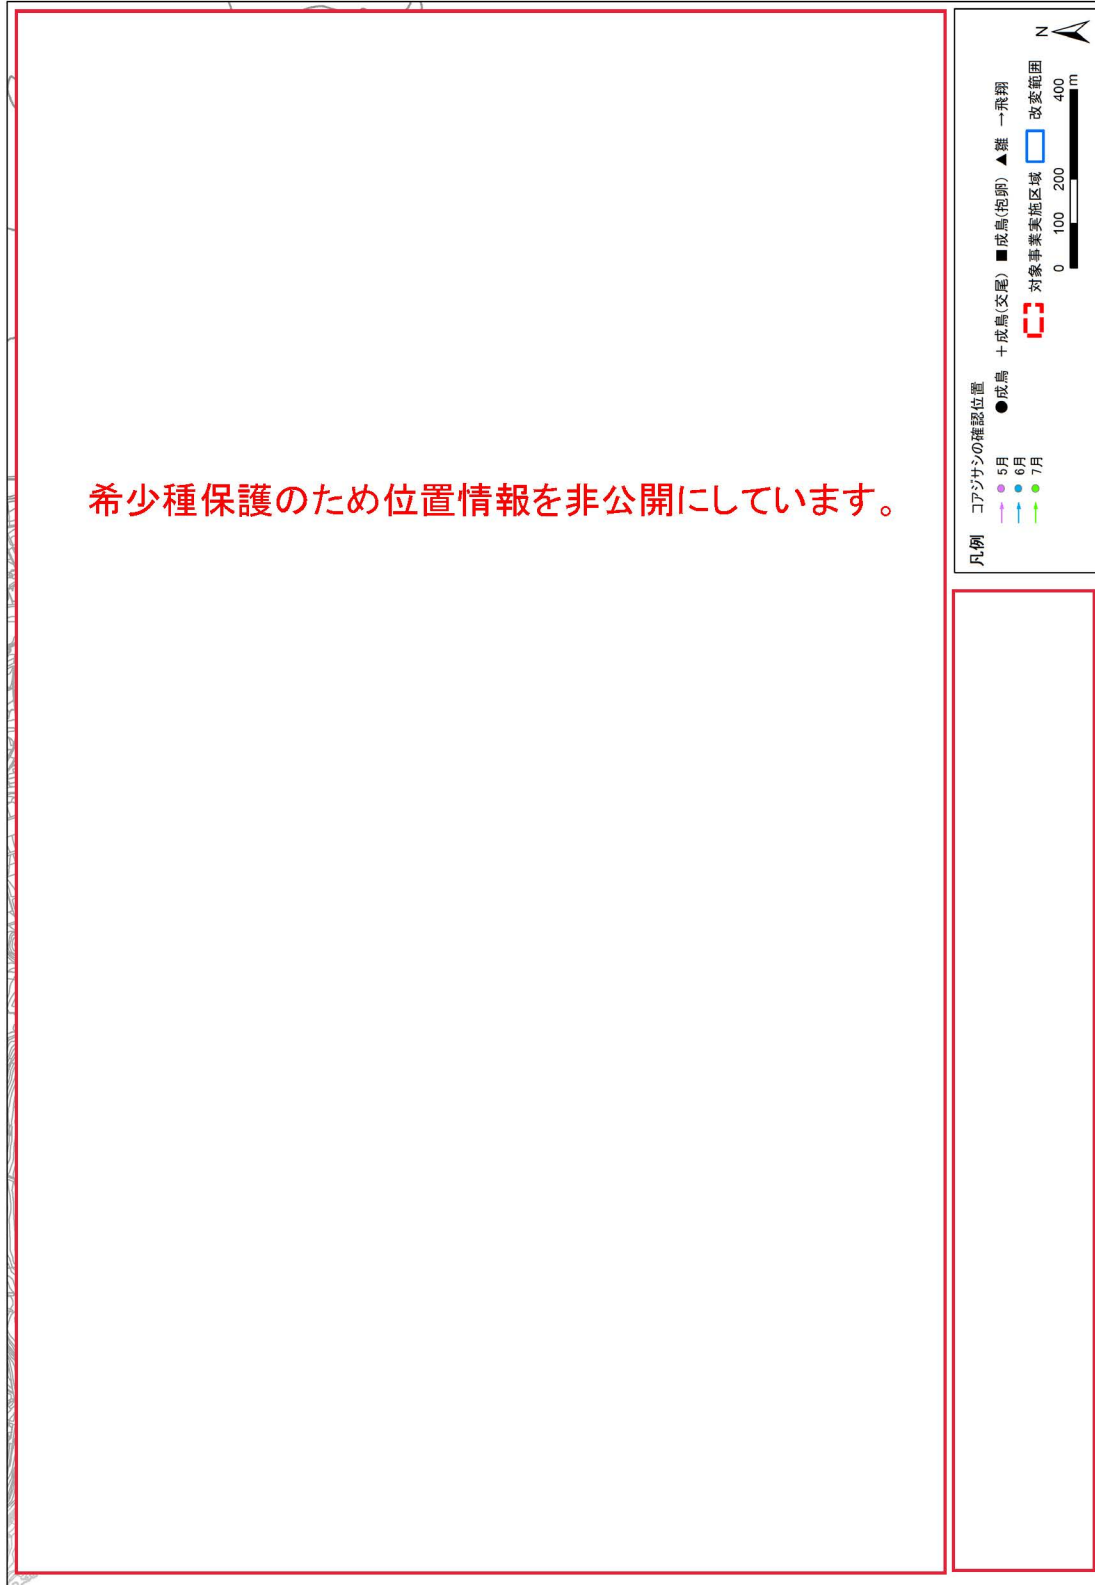 希少種保護のため位置情報を非公開にしています。
凡例 コアジサシの確認位置
5月 ●成鳥 +成鳥(交尾) ■成鳥(抱卵) ▲雛 →飛翔
6月
7月
対象事業実施区域 改変範囲
0 100 200 400
m
N